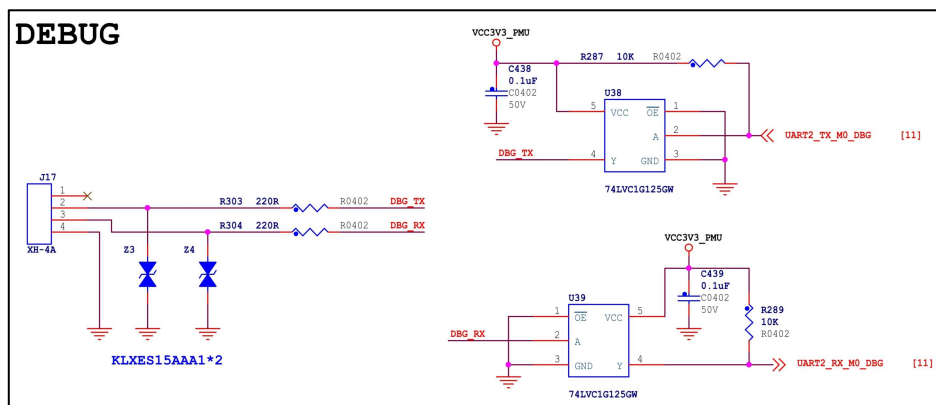 DEBUG
VCC3V3_PMU
R287 10K R0402
C438
0.1uF
C0402
50V
U38
5 VCC OE 1
A 2
4 Y GND 3
DBG_TX
UART2_TX_M0_DBG [11]
74LVC1G125GW
J17
1
2
3
4
XH-4A
R303 220R R0402 DBG_TX
R304 220R R0402 DBG_RX
Z3 Z4
KLXES15AAA1*2
VCC3V3_PMU
C439
0.1uF
C0402
50V
R289
10K
R0402
U39
1 OE VCC 5
DBG_RX 2 A
3 GND Y 4
UART2_RX_M0_DBG [11]
74LVC1G125GW